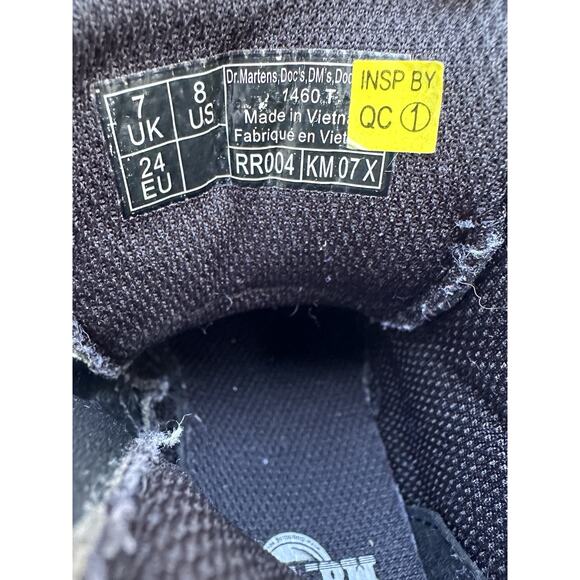 7 UK
8 US
24 EU
Dr.Martens,Doc's,DM's,Doc
1460 T
Made in Vietna
Fabriqué en Viet
RR004 KM 07 X
INSP BY
QC 1